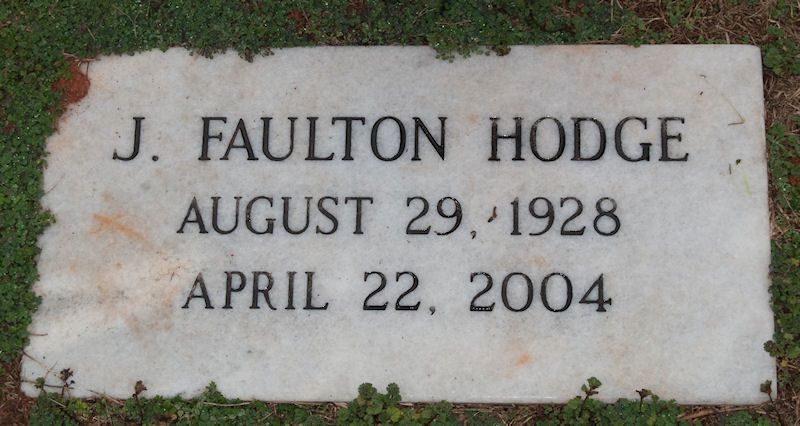 J. FAULTON HODGE
AUGUST 29, 1928
APRIL 22, 2004